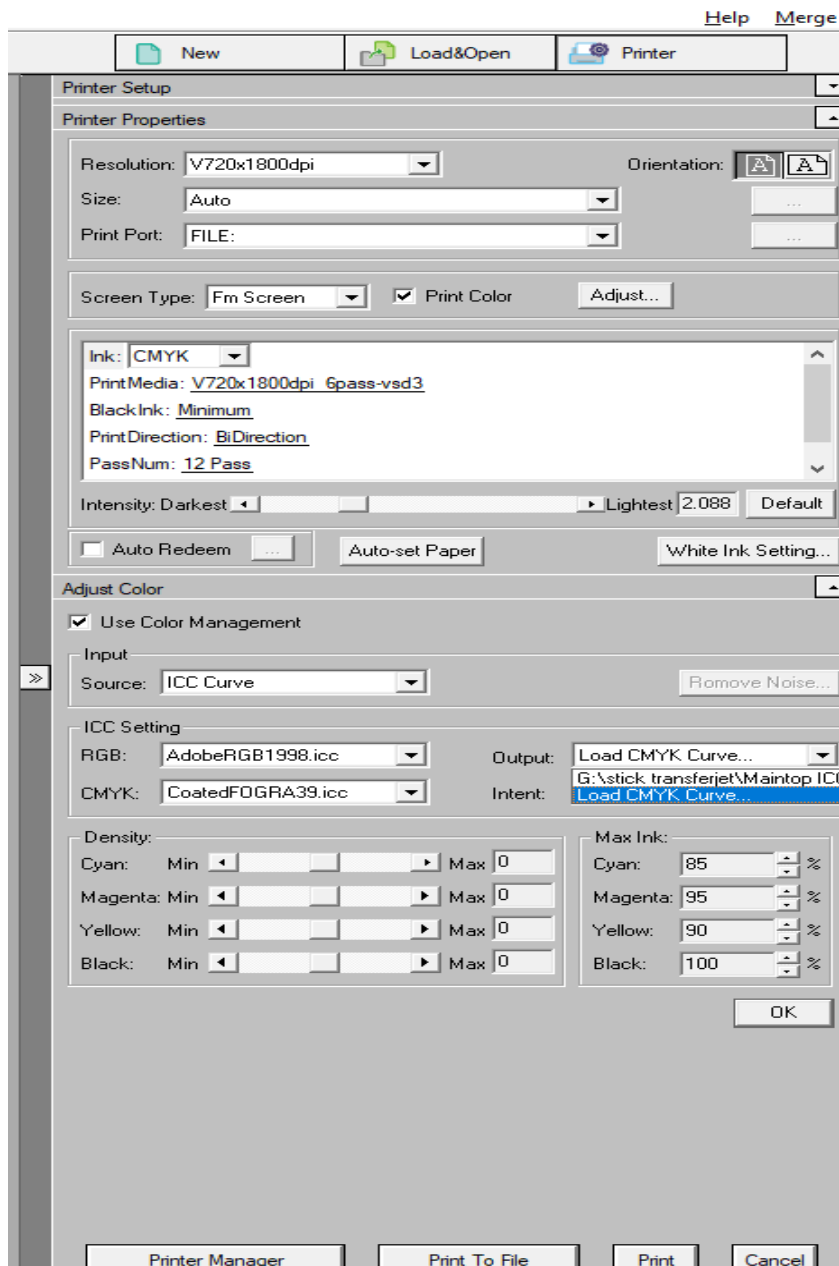 Help Merge
New Load&Open Printer
Printer Setup
Printer Properties
Resolution: V720x1800dpi Orientation: A A
Size: Auto ...
Print Port: FILE: ...
Screen Type: Fm Screen Print Color Adjust...
Ink: CMYK
PrintMedia: V720x1800dpi 6pass-vsd3
BlackInk: Minimum
PrintDirection: BiDirection
PassNum: 12 Pass
Intensity: Darkest Lightest 2.088 Default
Auto Redeem ... Auto-set Paper White Ink Setting...
Adjust Color
Use Color Management
Input
Source: ICC Curve Romove Noise...
ICC Setting
RGB: AdobeRGB1998.icc Output: Load CMYK Curve...
G:\stick transferjet\Maintop ICC
CMYK: CoatedFOGRA39.icc Intent: Load CMYK Curve...
Density: Max Ink:
Cyan: Min Max 0 Cyan: 85 %
Magenta: Min Max 0 Magenta: 95 %
Yellow: Min Max 0 Yellow: 90 %
Black: Min Max 0 Black: 100 %
OK
Printer Manager Print To File Print Cancel